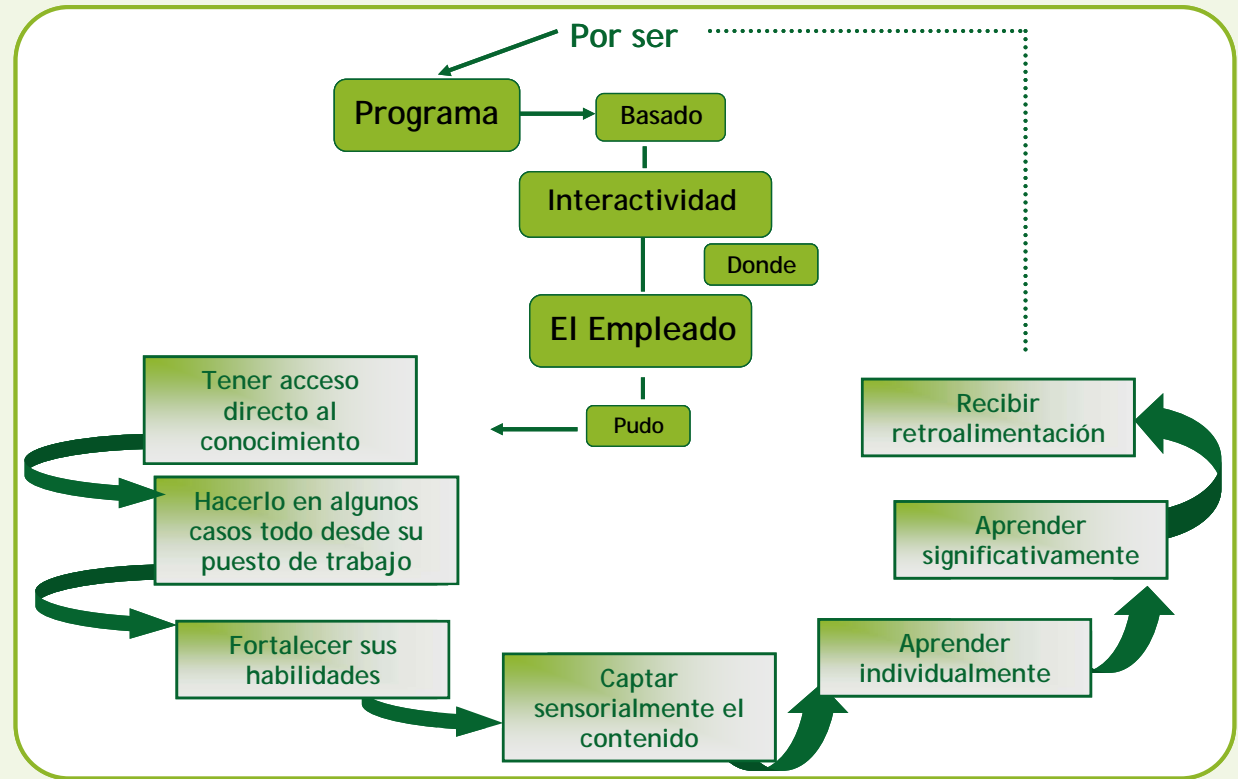 Por ser
Programa
Basado
Interactividad
Donde
El Empleado
Pudo
Tener acceso
directo al
conocimiento
Hacerlo en algunos
casos todo desde su
puesto de trabajo
Fortalecer sus
habilidades
Captar
sensorialmente el
contenido
Aprender
individualmente
Aprender
significativamente
Recibir
retroalimentación